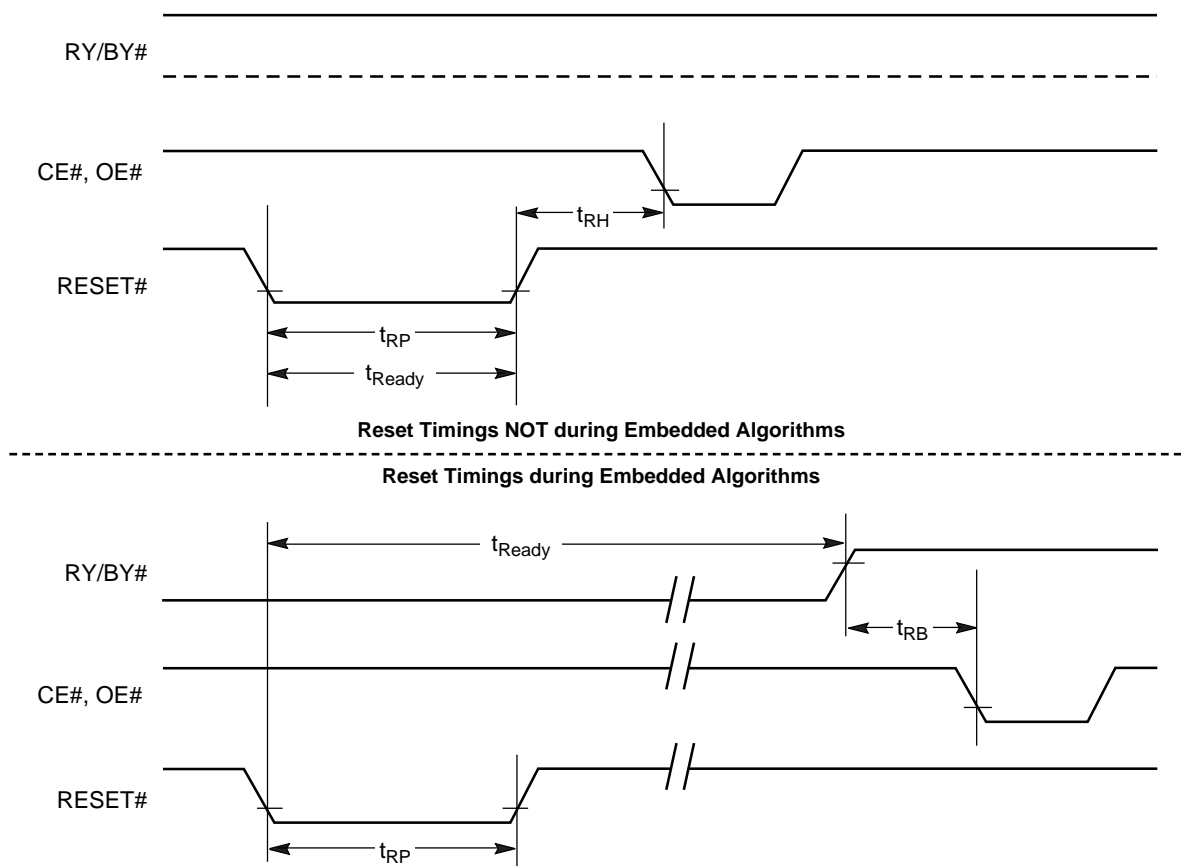 RY/BY#
CE#, OE#
tRH
RESET#
tRP
tReady
Reset Timings NOT during Embedded Algorithms
Reset Timings during Embedded Algorithms
tReady
RY/BY#
tRB
CE#, OE#
RESET#
tRP